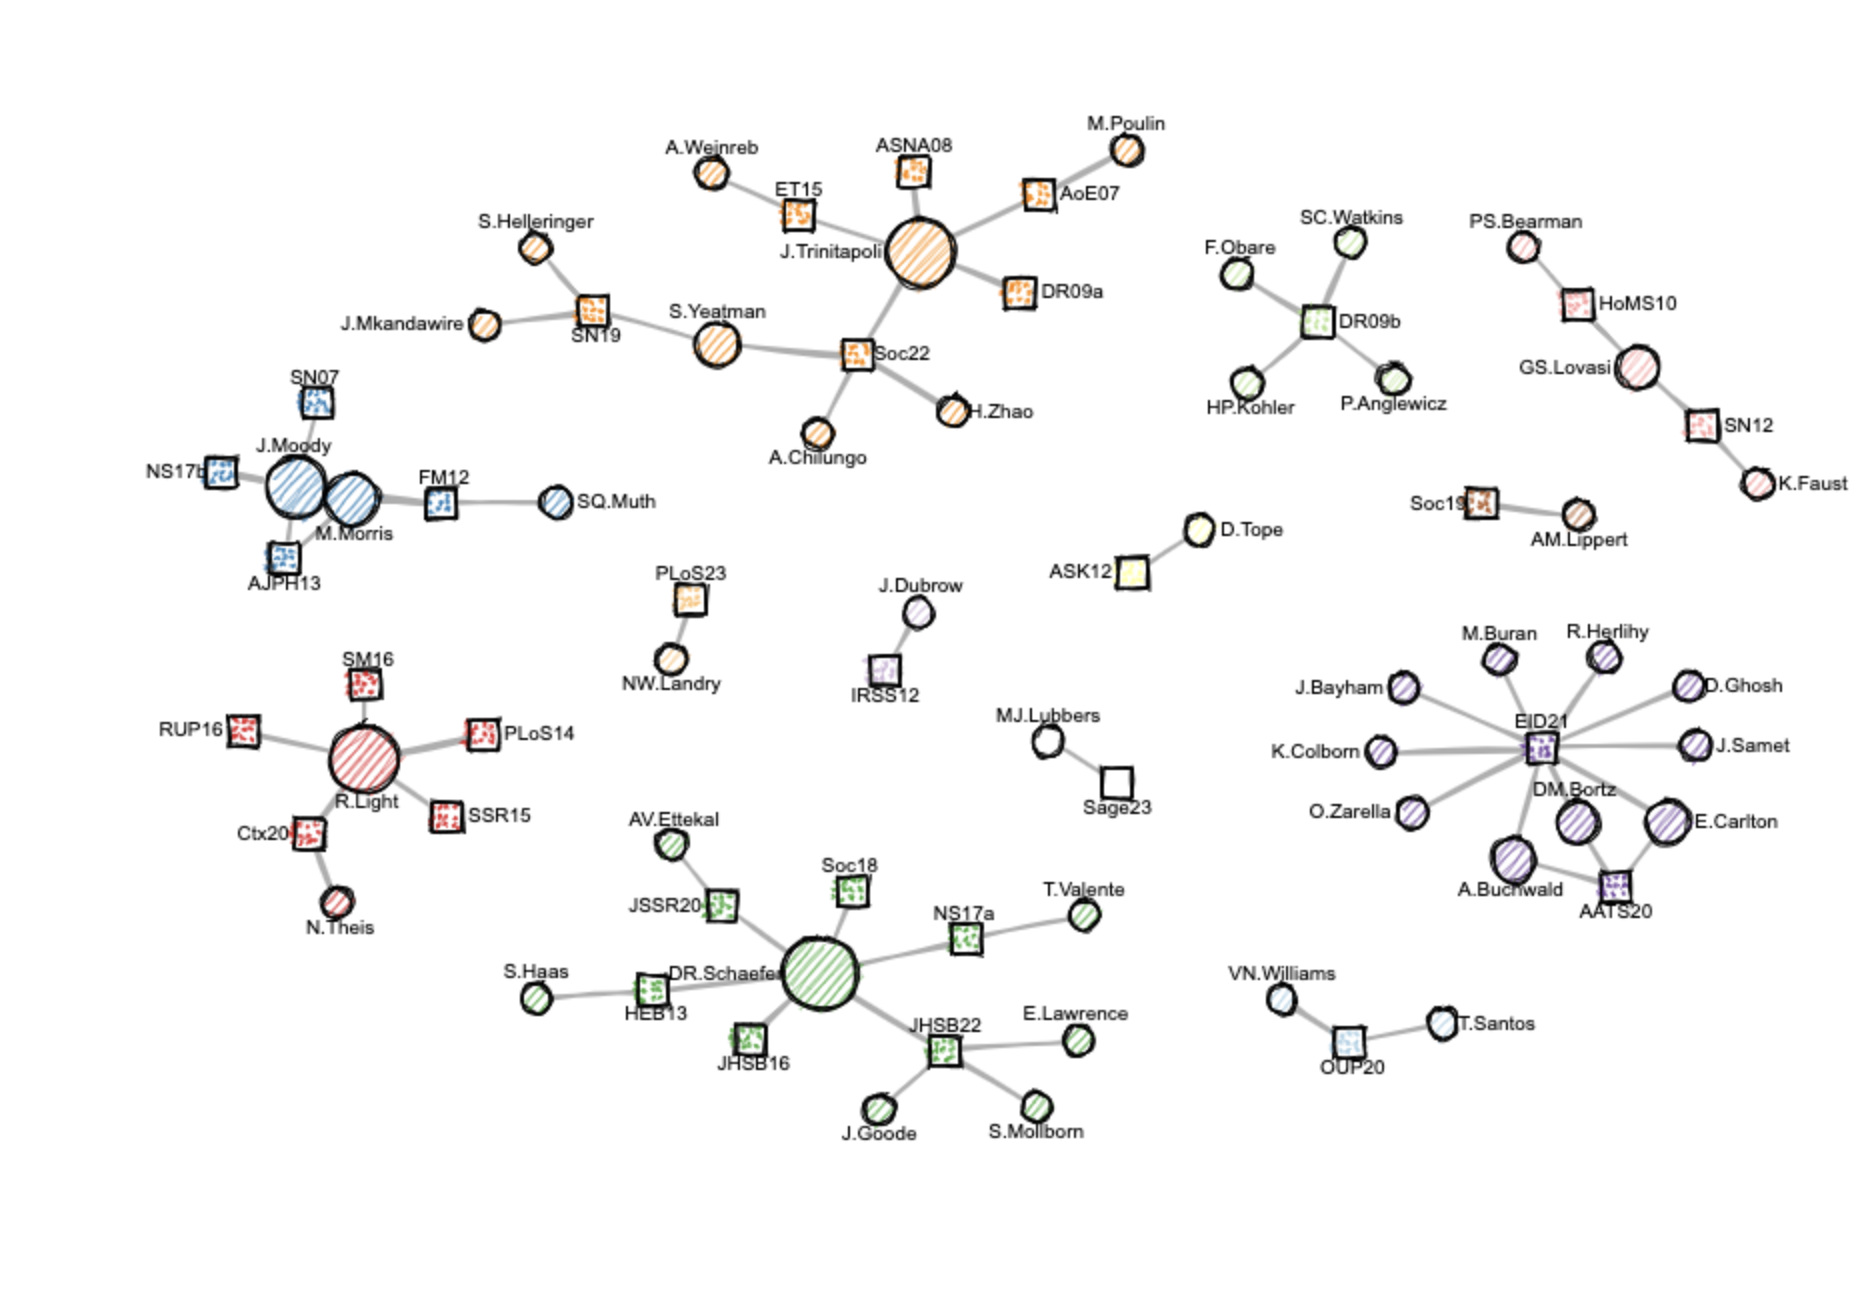 M.Poulin
A.Weinreb
ASNA08
ET15
AoE07
S.Helleringer
J.Trinitapoli
DR09a
J.Mkandawire
SN19
S.Yeatman
Soc22
H.Zhao
A.Chilungo
SC.Watkins
F.Obare
DR09b
HP.Kohler
P.Anglewicz
PS.Bearman
HoMS10
GS.Lovasi
SN12
K.Faust
SN07
J.Moody
NS17b
FM12
SQ.Muth
M.Morris
AJPH13
Soc19
AM.Lippert
D.Tope
ASK12
PLoS23
NW.Landry
J.Dubrow
IRSS12
MJ.Lubbers
Sage23
SM16
RUP16
PLoS14
R.Light
SSR15
Ctx20
N.Theis
M.Buran
R.Herlihy
J.Bayham
D.Ghosh
EID21
K.Colborn
J.Samet
DM.Bortz
O.Zarella
E.Carlton
A.Buchwald
AATS20
AV.Ettekal
Soc18
JSSR20
NS17a
T.Valente
S.Haas
DR.Schaefer
HEB13
JHSB16
JHSB22
E.Lawrence
J.Goode
S.Mollborn
VN.Williams
T.Santos
OUP20